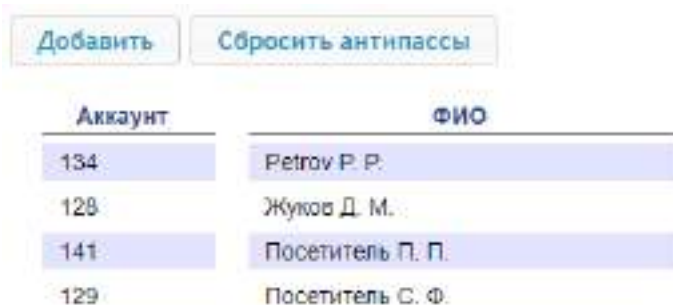 Добавить Сбросить антипассы
Аккаунт ФИО
134 Petrov P. P.
128 Жуков Д. М.
141 Посетитель П. П.
129 Посетитель С. Ф.